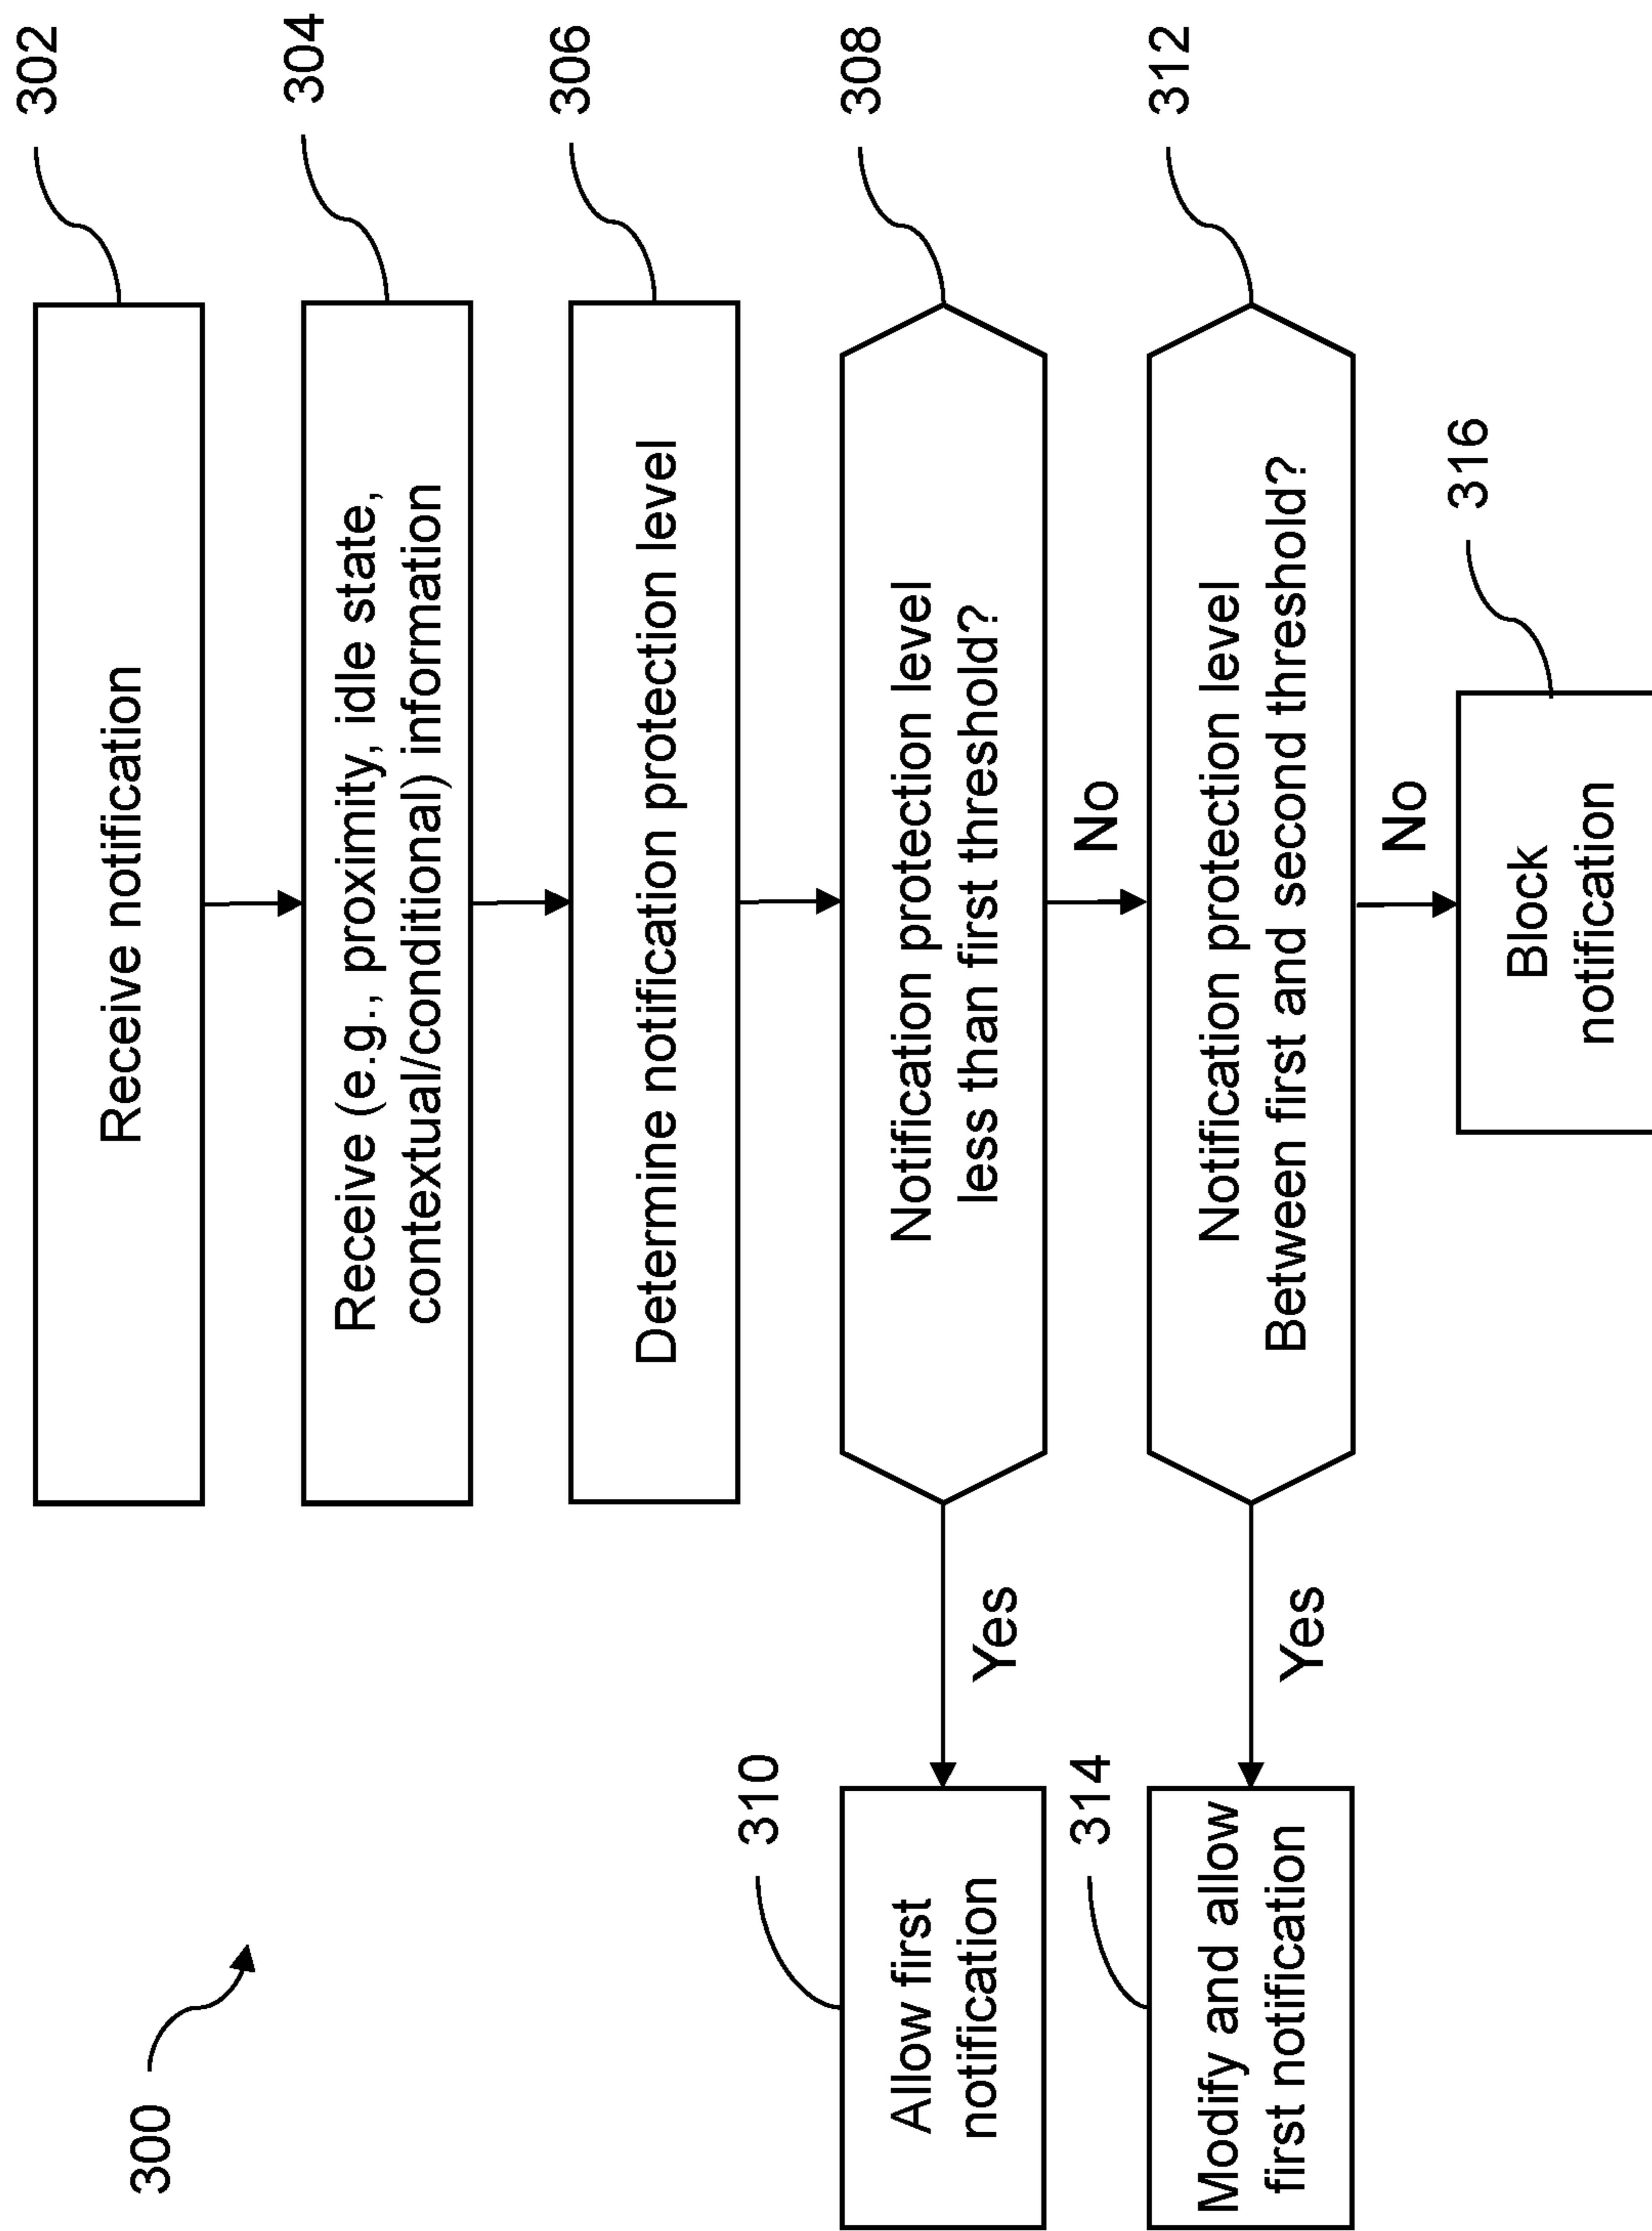 300
302
Receive notification
304
Receive (e.g., proximity, idle state,
contextual/conditional) information
306
Determine notification protection level
308
Notification protection level
less than first threshold?
Yes
310
Allow first
notification
No
312
Notification protection level
Between first and second threshold?
Yes
314
Modify and allow
first notification
No
316
Block
notification